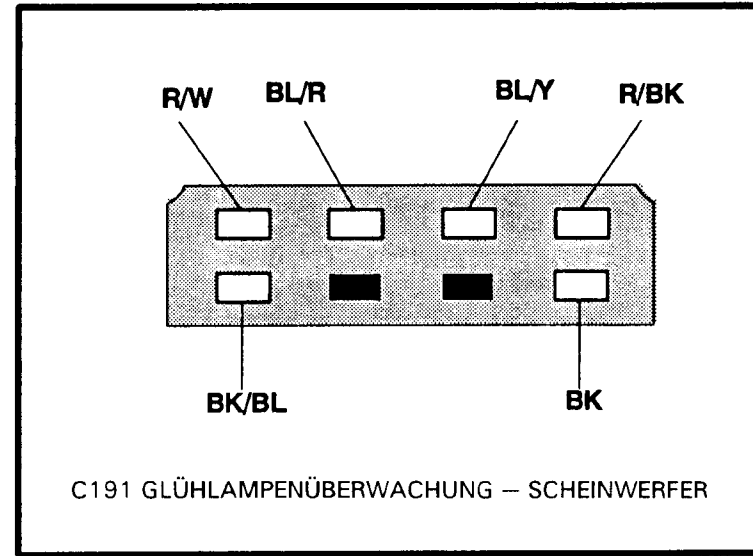 R/W BL/R BL/Y R/BK
BK/BL BK
C191 GLÜHLAMPENÜBERWACHUNG — SCHEINWERFER